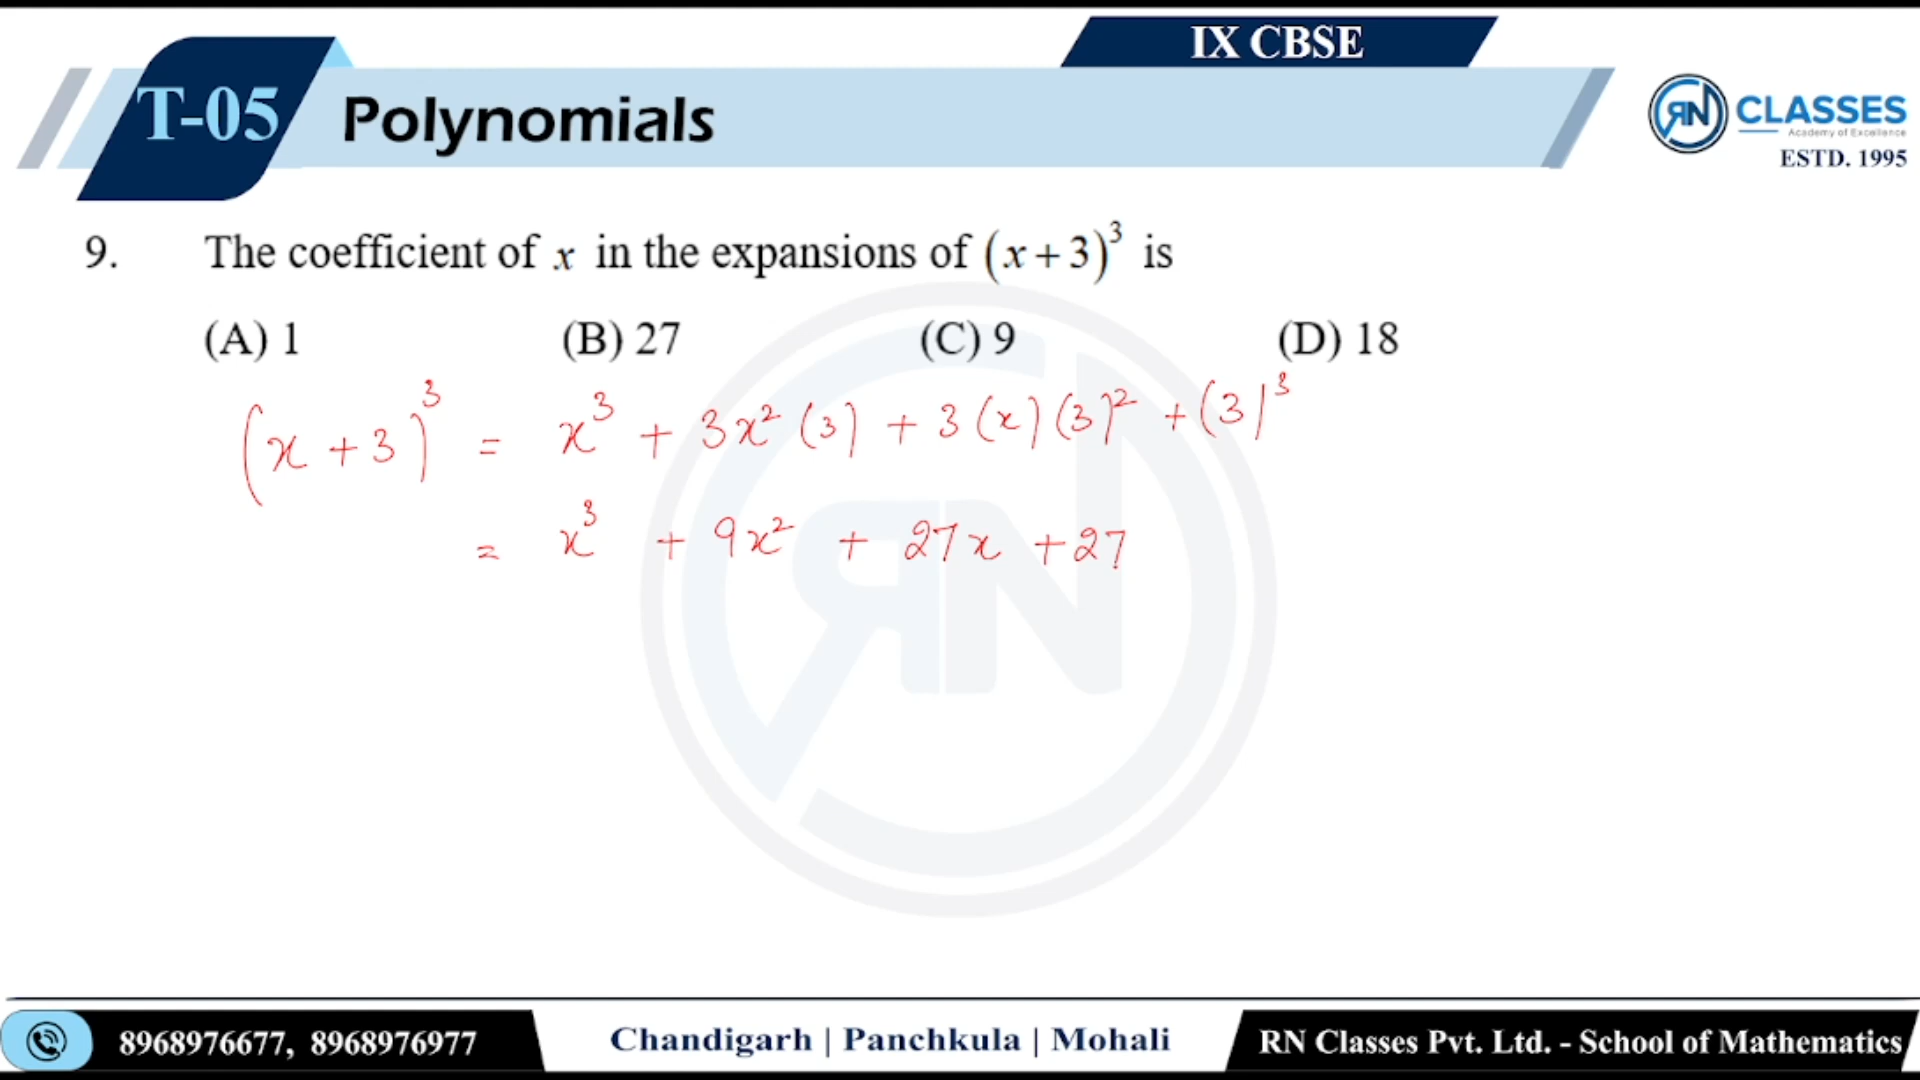 IX CBSE
T-05 Polynomials
RN CLASSES
Academy of Excellence
ESTD. 1995
9. The coefficient of x in the expansions of (x+3)³ is
(A) 1 (B) 27 (C) 9 (D) 18
(x+3)³ = x³ + 3x²(3) + 3(x)(3)² + (3)³
= x³ + 9x² + 27x + 27
RN
8968976677, 8968976977 Chandigarh | Panchkula | Mohali RN Classes Pvt. Ltd. - School of Mathematics